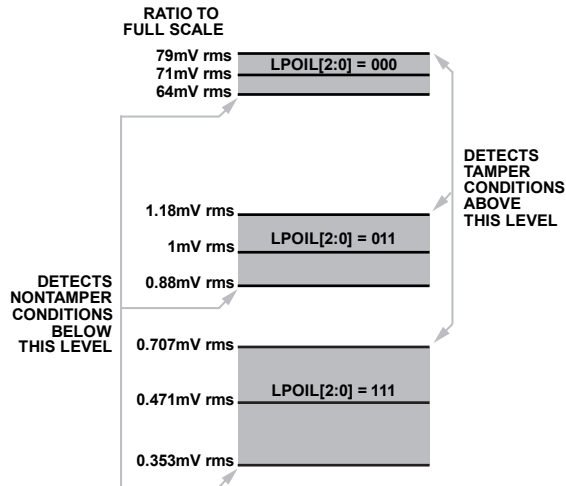 RATIO TO
FULL SCALE
79mV rms
LPOIL[2:0] = 000
71mV rms
64mV rms
DETECTS
TAMPER
CONDITIONS
ABOVE
THIS LEVEL
1.18mV rms
LPOIL[2:0] = 011
1mV rms
0.88mV rms
DETECTS
NONTAMPER
CONDITIONS
BELOW
THIS LEVEL
0.707mV rms
LPOIL[2:0] = 111
0.471mV rms
0.353mV rms